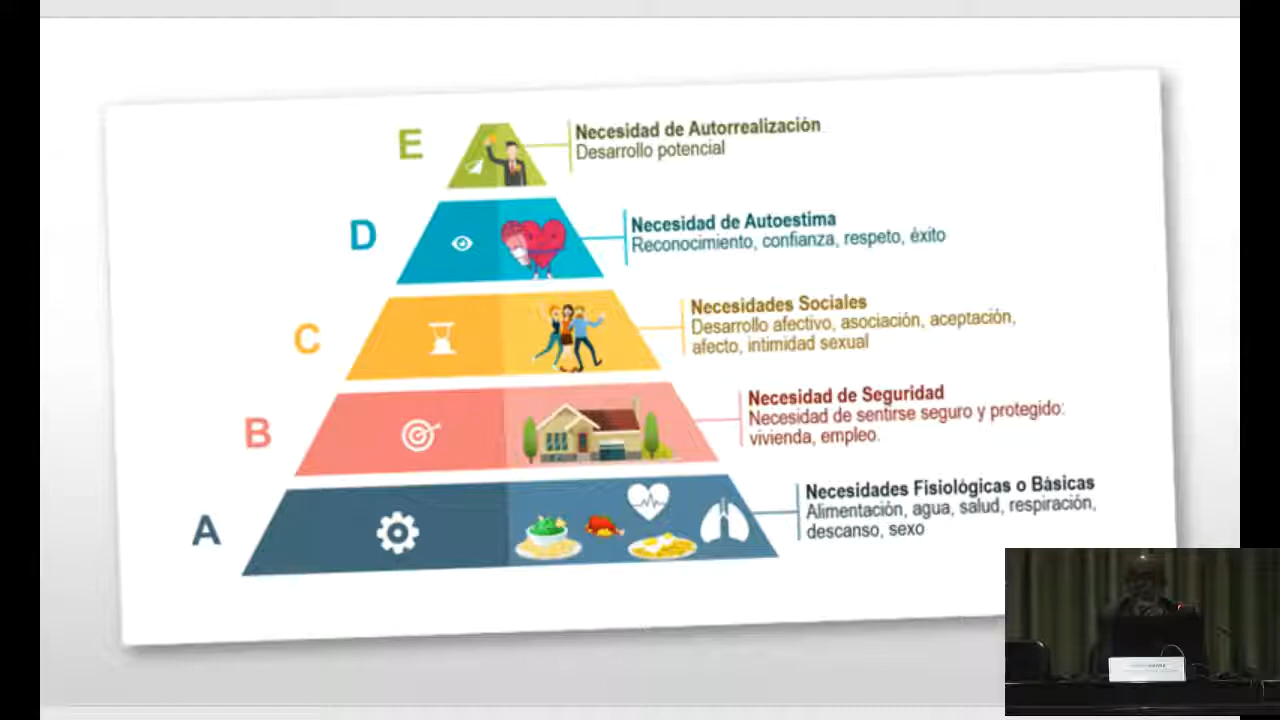 E
Necesidad de Autorrealización
Desarrollo potencial
D
Necesidad de Autoestima
Reconocimiento, confianza, respeto, éxito
C
Necesidades Sociales
Desarrollo afectivo, asociación, aceptación,
afecto, intimidad sexual
B
Necesidad de Seguridad
Necesidad de sentirse seguro y protegido:
vivienda, empleo.
A
Necesidades Fisiológicas o Básicas
Alimentación, agua, salud, respiración,
descanso, sexo